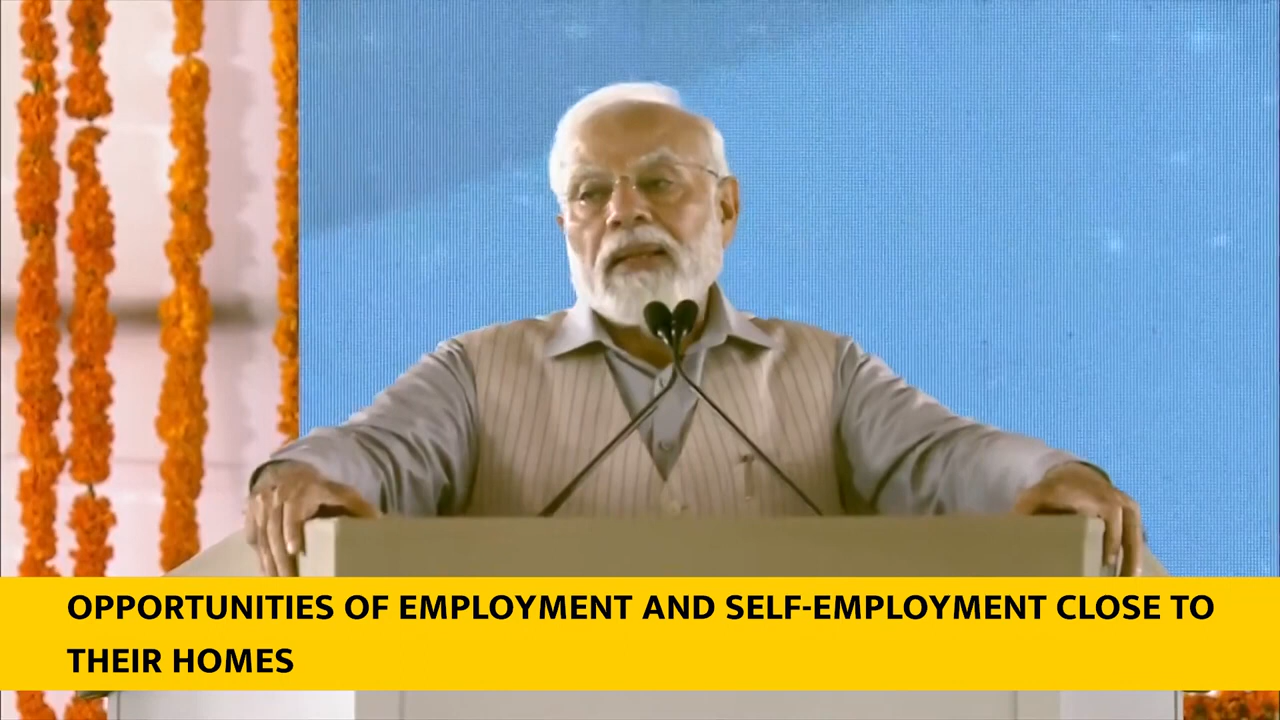 OPPORTUNITIES OF EMPLOYMENT AND SELF-EMPLOYMENT CLOSE TO
THEIR HOMES